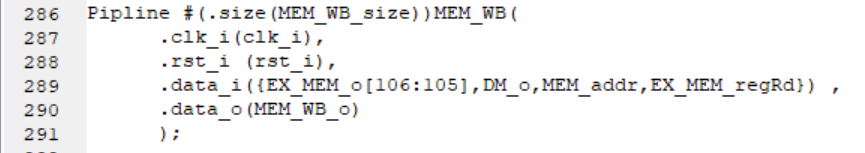 286 Pipline #(.size(MEM_WB_size))MEM_WB(
287 .clk_i(clk_i),
288 .rst_i (rst_i),
289 .data_i({EX_MEM_o[106:105],DM_o,MEM_addr,EX_MEM_regRd}) ,
290 .data_o(MEM_WB_o)
291 );